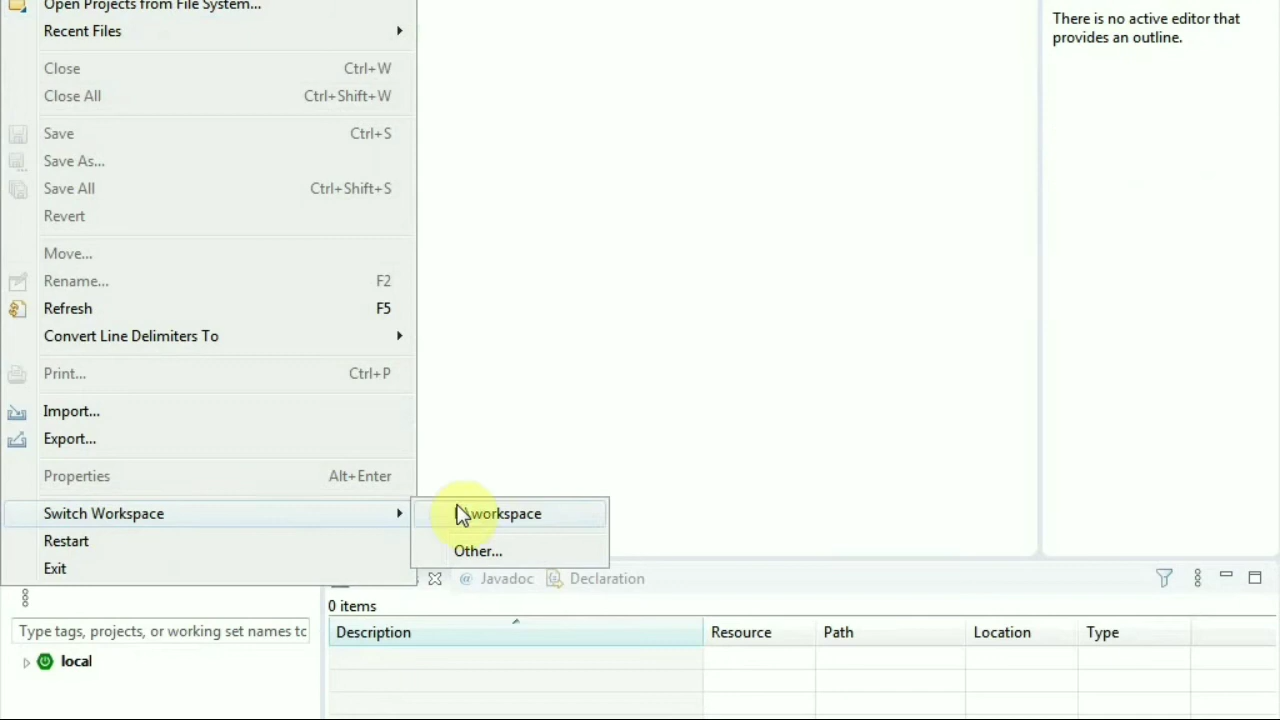 Open Projects from File System...
Recent Files
Close Ctrl+W
Close All Ctrl+Shift+W
Save Ctrl+S
Save As...
Save All Ctrl+Shift+S
Revert
Move...
Rename... F2
Refresh F5
Convert Line Delimiters To
Print... Ctrl+P
Import...
Export...
Properties Alt+Enter
Switch Workspace
Restart
Exit
workspace
Other...
There is no active editor that
provides an outline.
@ Javadoc Declaration
0 items
Description Resource Path Location Type
Type tags, projects, or working set names tc
local